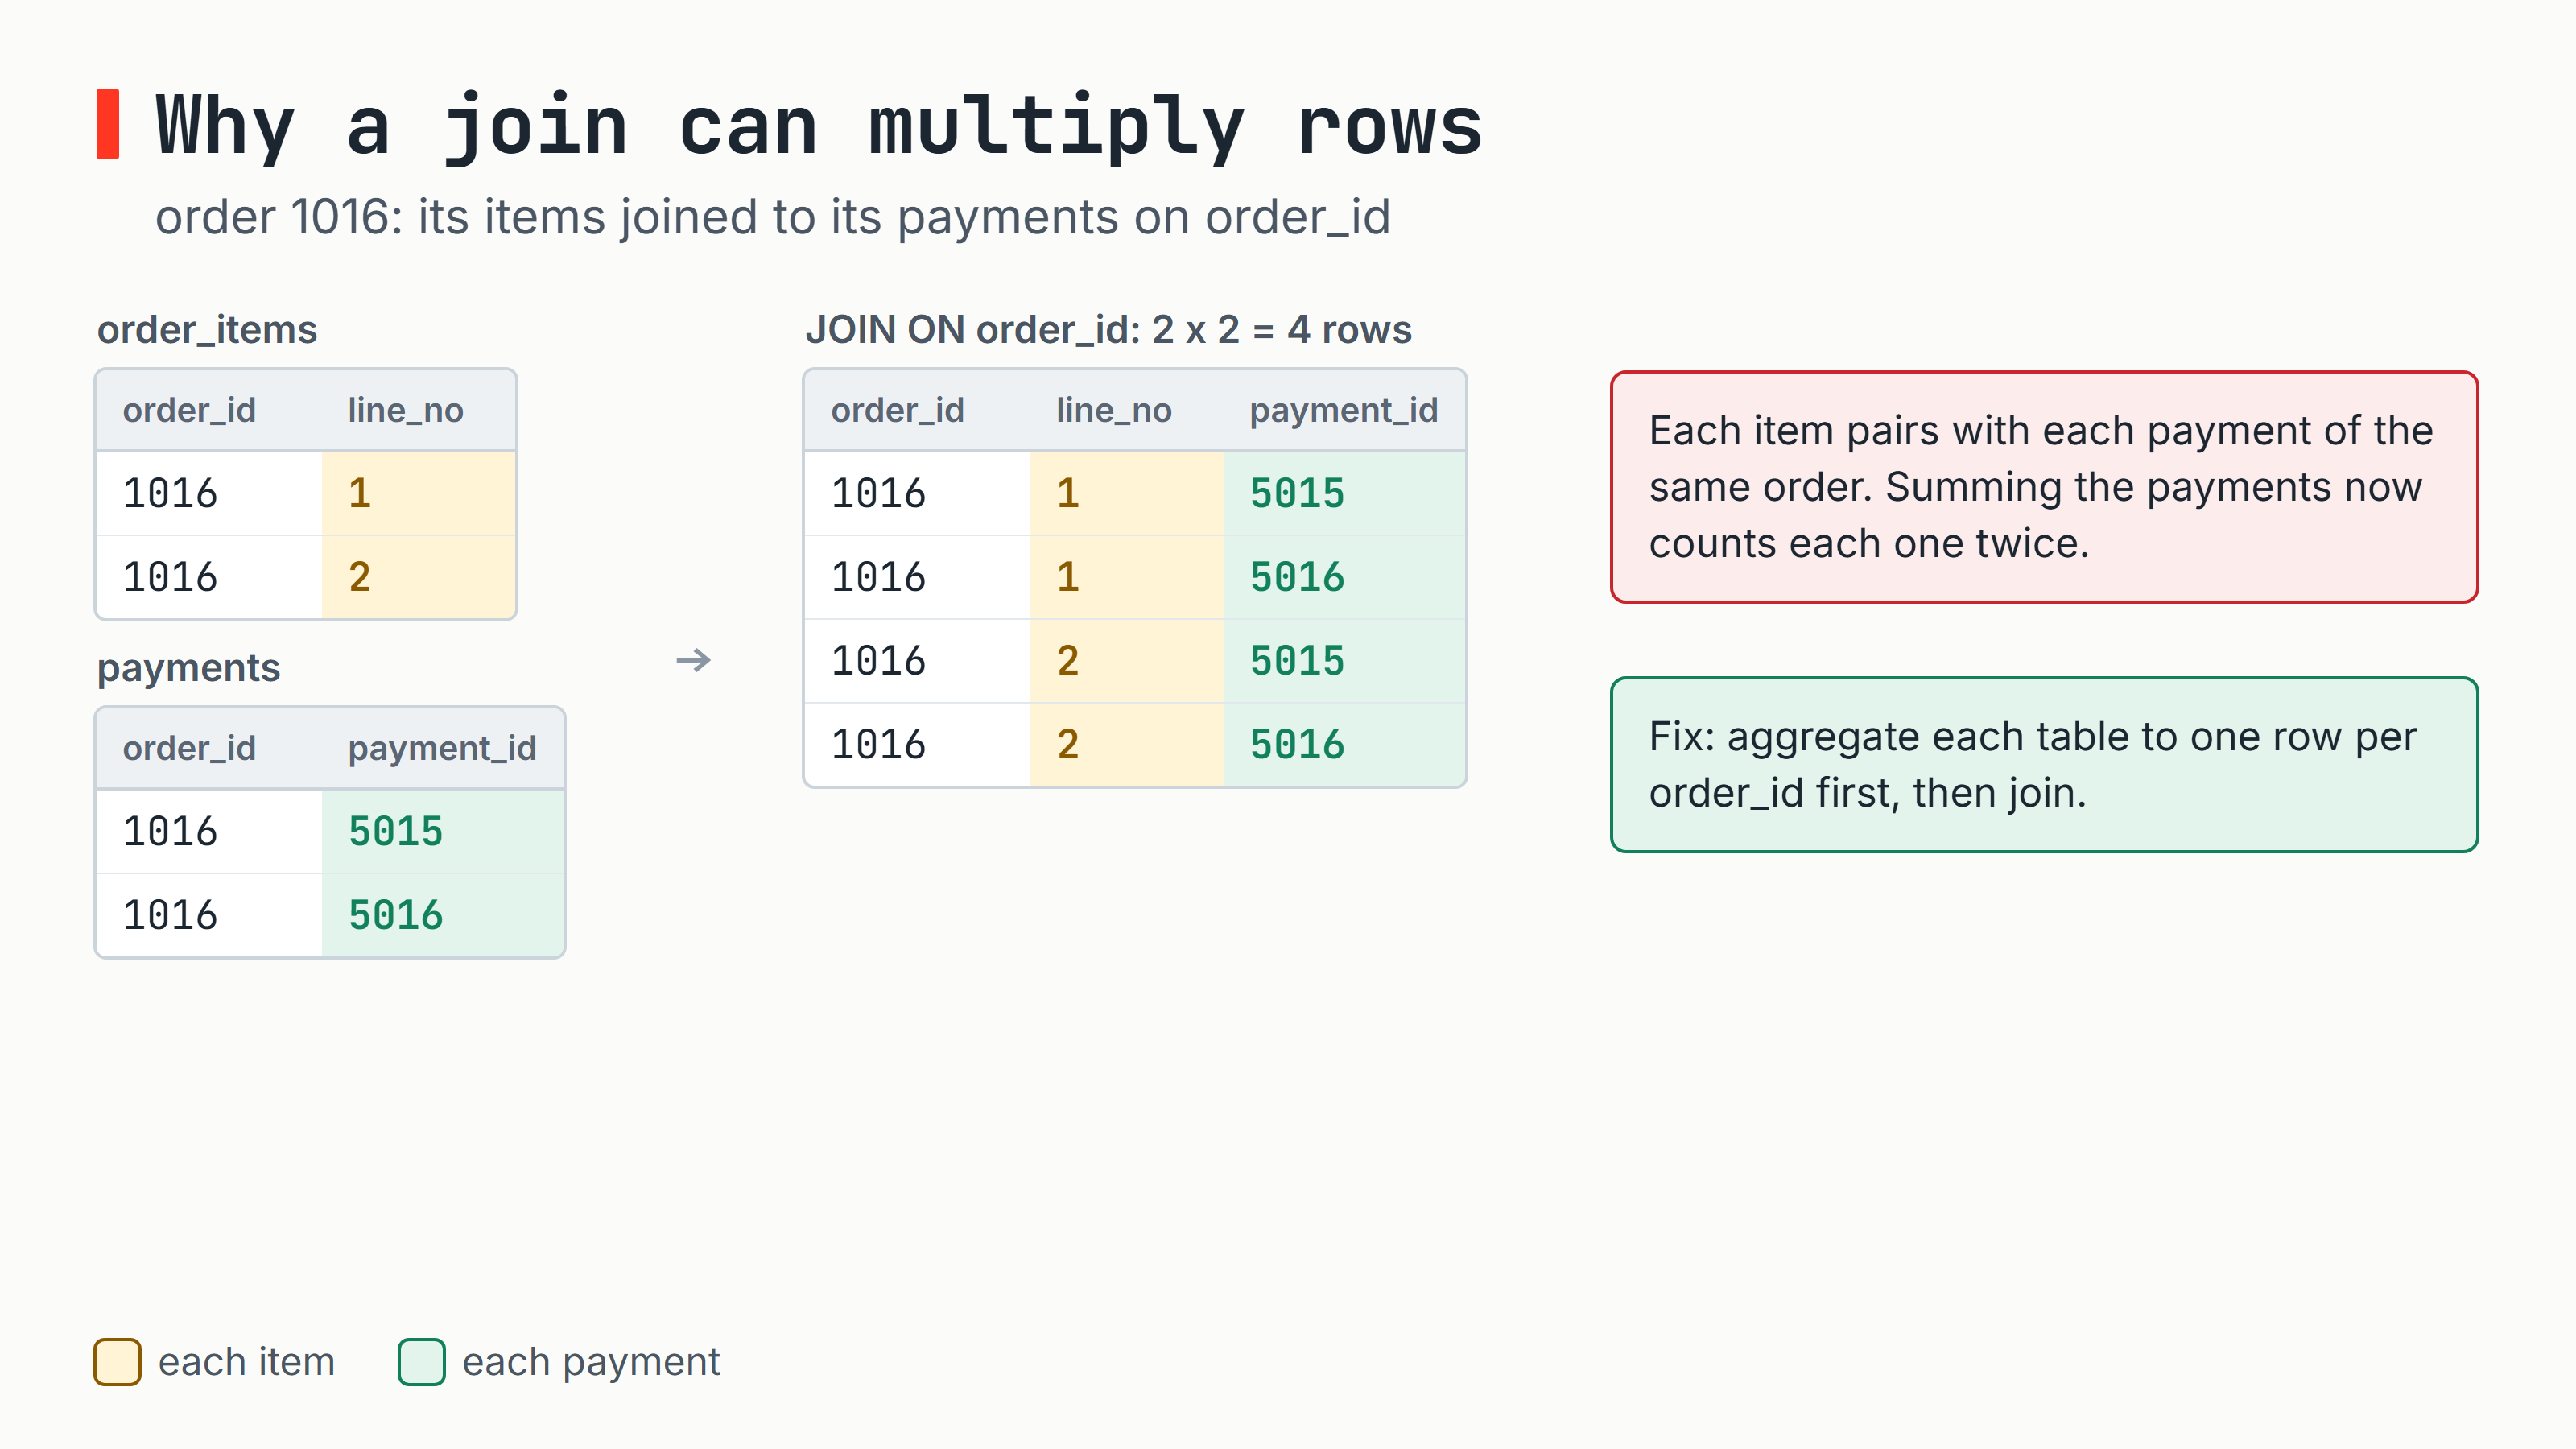 Why a join can multiply rows
order 1016: its items joined to its payments on order_id
order_items
order_id line_no
1016 1
1016 2
payments
order_id payment_id
1016 5015
1016 5016
→
JOIN ON order_id: 2 x 2 = 4 rows
order_id line_no payment_id
1016 1 5015
1016 1 5016
1016 2 5015
1016 2 5016
Each item pairs with each payment of the
same order. Summing the payments now
counts each one twice.
Fix: aggregate each table to one row per
order_id first, then join.
each item
each payment